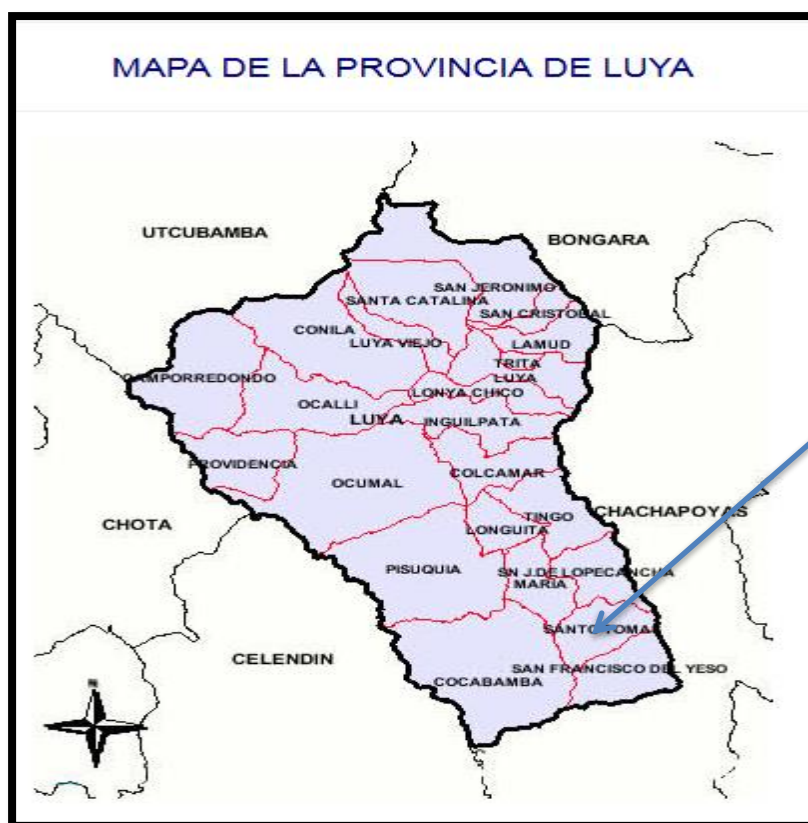 MAPA DE LA PROVINCIA DE LUYA
UTCUBAMBA
BONGARA
SAN JERONIMO
SANTA CATALINA
SAN CRISTOBAL
CONILA
LUYA VIEJO
LAMUD
TRITA
LUYA
CAMPORREDONDO
LONYA CHICO
OCALLI
LUYA
INGUILPATA
PROVIDENCIA
COLCAMAR
OCUMAL
CHACHAPOYAS
TINGO
CHOTA
LONGUITA
PISUQUIA
SN J.DE LOPECANCHA
MARIA
SANTO TOMAS
CELENDIN
SAN FRANCISCO DEL YESO
COCABAMBA
N